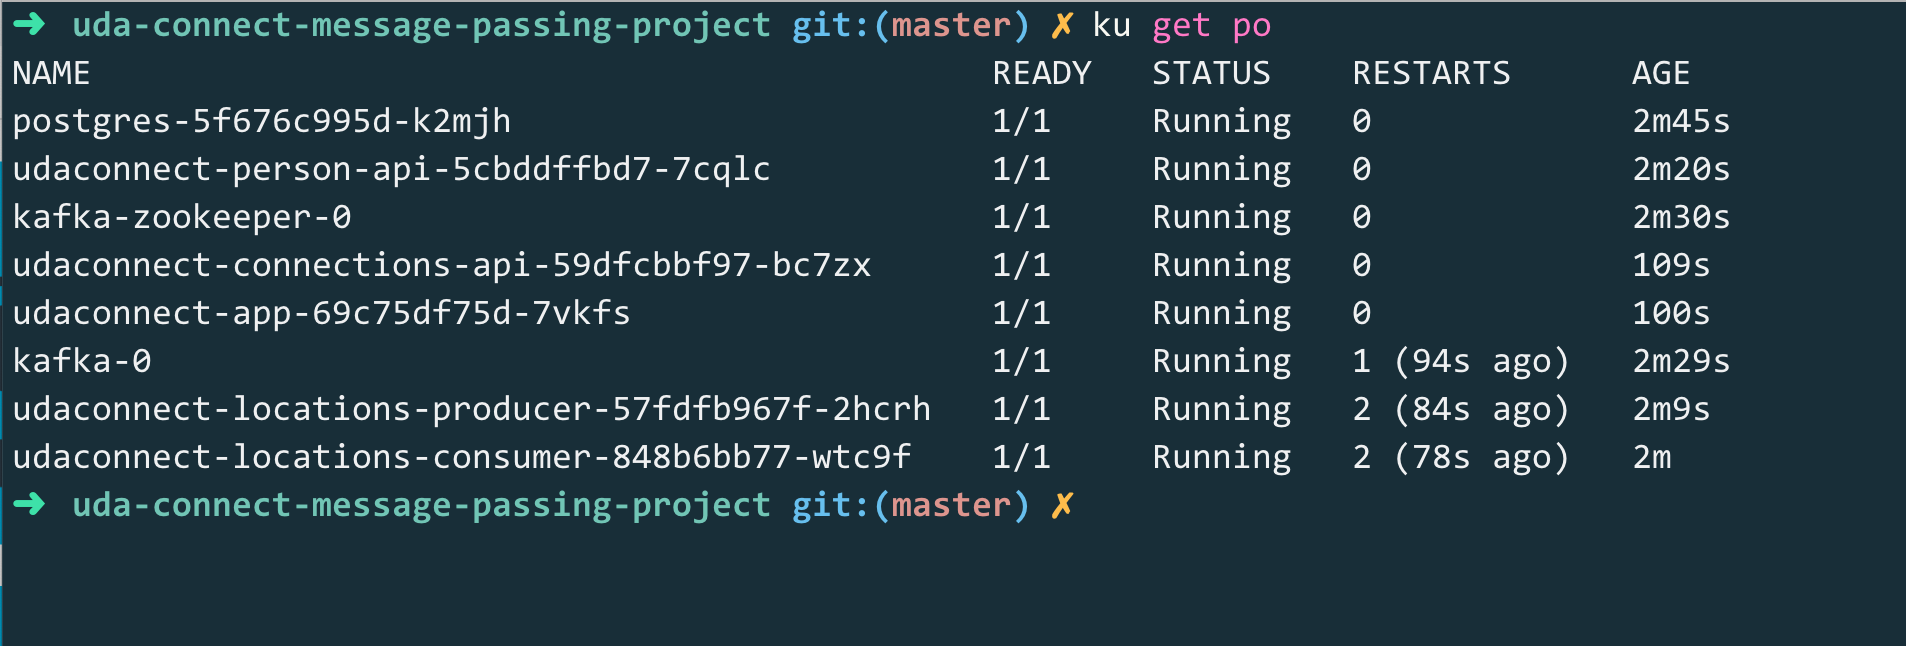 ➜ uda-connect-message-passing-project git:(master) ✗ ku get po
NAME READY STATUS RESTARTS AGE
postgres-5f676c995d-k2mjh 1/1 Running 0 2m45s
udaconnect-person-api-5cbddffbd7-7cqlc 1/1 Running 0 2m20s
kafka-zookeeper-0 1/1 Running 0 2m30s
udaconnect-connections-api-59dfcbbf97-bc7zx 1/1 Running 0 109s
udaconnect-app-69c75df75d-7vkfs 1/1 Running 0 100s
kafka-0 1/1 Running 1 (94s ago) 2m29s
udaconnect-locations-producer-57fdfb967f-2hcrh 1/1 Running 2 (84s ago) 2m9s
udaconnect-locations-consumer-848b6bb77-wtc9f 1/1 Running 2 (78s ago) 2m
➜ uda-connect-message-passing-project git:(master) ✗